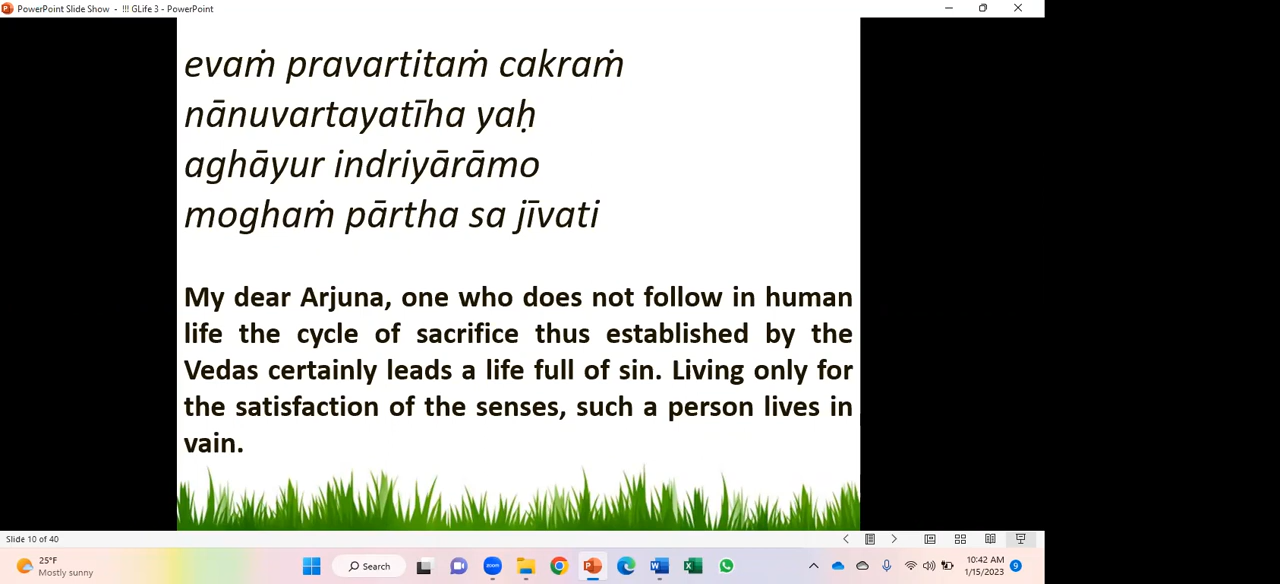 PowerPoint Slide Show - !!! GLife 3 - PowerPoint
evaṁ pravartitaṁ cakraṁ
nānuvartayatīha yaḥ
aghāyur indriyārāmo
moghaṁ pārtha sa jīvati
My dear Arjuna, one who does not follow in human
life the cycle of sacrifice thus established by the
Vedas certainly leads a life full of sin. Living only for
the satisfaction of the senses, such a person lives in
vain.
Slide 10 of 40
25°F
Mostly sunny
Search
zoom
10:42 AM
1/15/2023
9